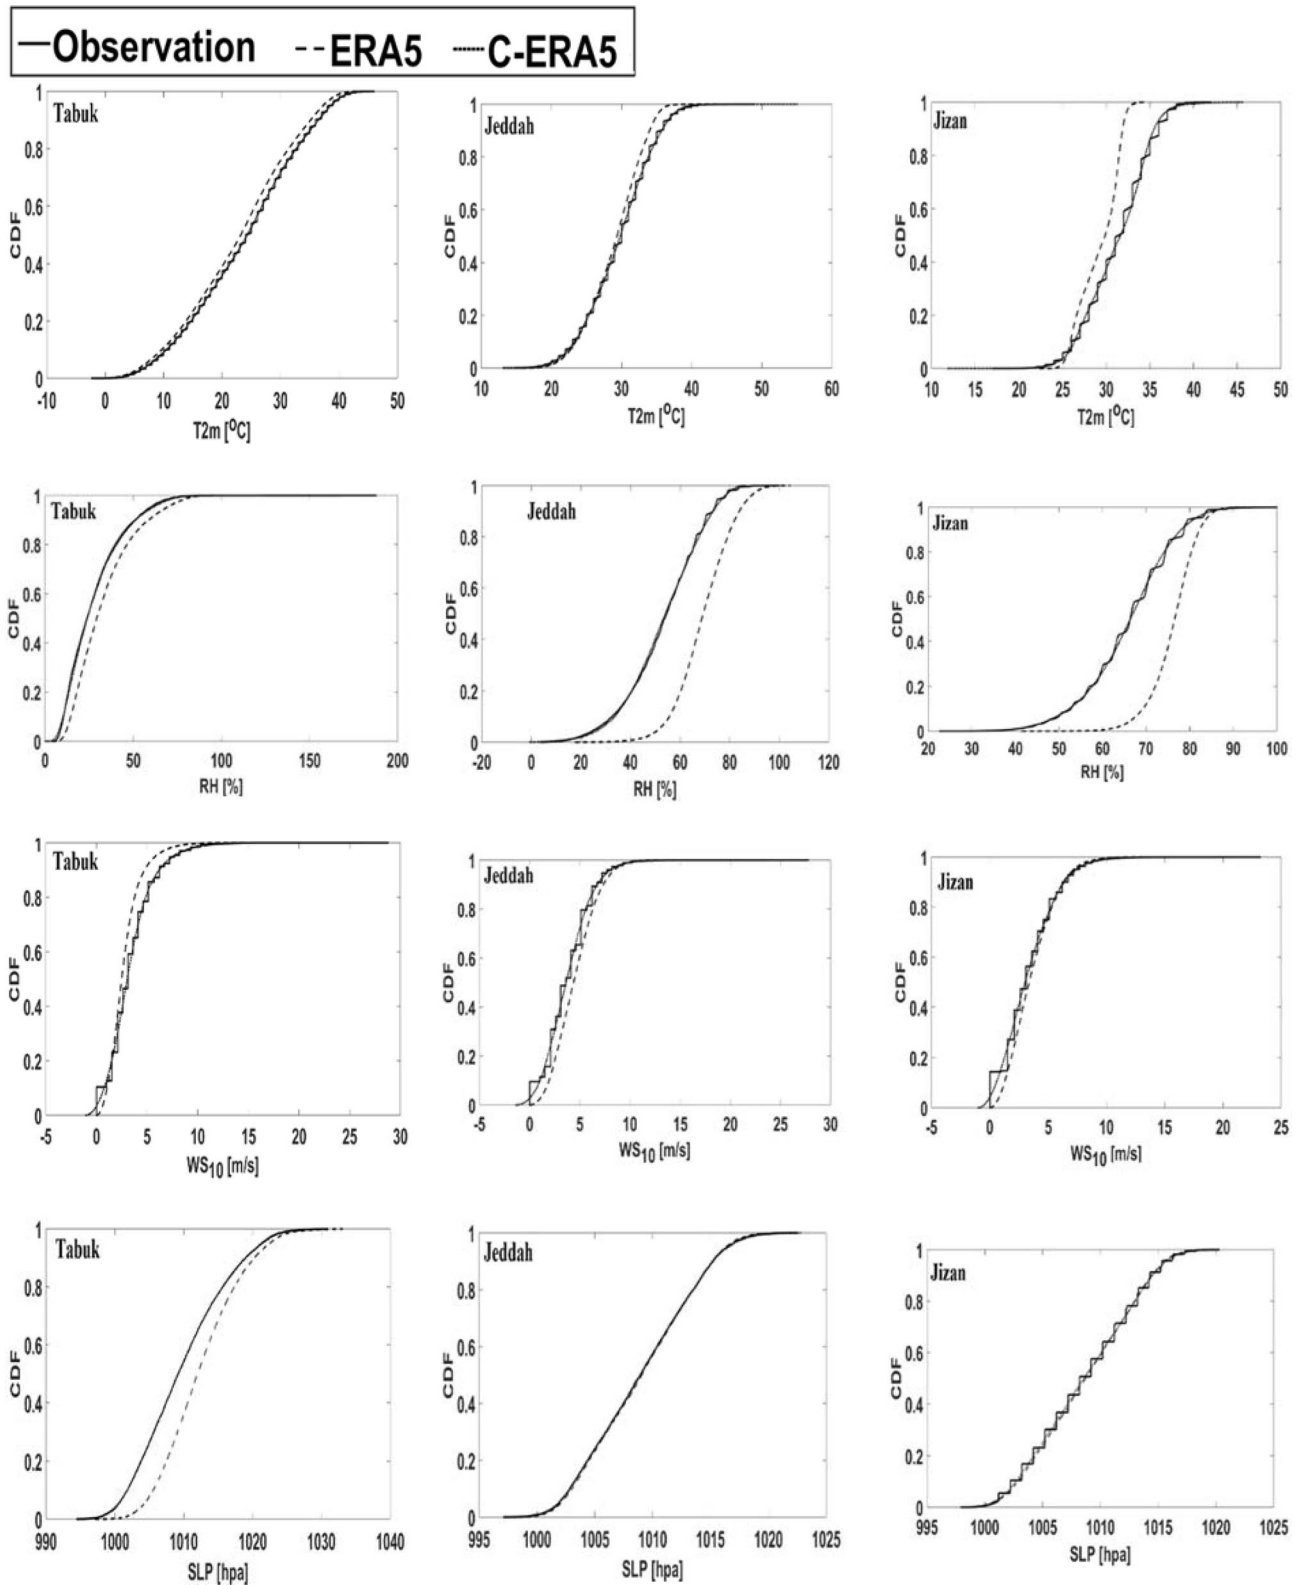 Observation ERA5 C-ERA5
Tabuk
CDF
0 0.2 0.4 0.6 0.8 1
-10 0 10 20 30 40 50
T2m [°C]
Jeddah
CDF
0 0.2 0.4 0.6 0.8 1
10 20 30 40 50 60
T2m [°C]
Jizan
CDF
0 0.2 0.4 0.6 0.8 1
10 15 20 25 30 35 40 45 50
T2m [°C]
Tabuk
CDF
0 0.2 0.4 0.6 0.8 1
0 50 100 150 200
RH [%]
Jeddah
CDF
0 0.2 0.4 0.6 0.8 1
-20 0 20 40 60 80 100 120
RH [%]
Jizan
CDF
0 0.2 0.4 0.6 0.8 1
20 30 40 50 60 70 80 90 100
RH [%]
Tabuk
CDF
0 0.2 0.4 0.6 0.8 1
-5 0 5 10 15 20 25 30
WS10 [m/s]
Jeddah
CDF
0 0.2 0.4 0.6 0.8 1
-5 0 5 10 15 20 25 30
WS10 [m/s]
Jizan
CDF
0 0.2 0.4 0.6 0.8 1
-5 0 5 10 15 20 25
WS10 [m/s]
Tabuk
CDF
0 0.2 0.4 0.6 0.8 1
990 1000 1010 1020 1030 1040
SLP [hpa]
Jeddah
CDF
0 0.2 0.4 0.6 0.8 1
995 1000 1005 1010 1015 1020 1025
SLP [hpa]
Jizan
CDF
0 0.2 0.4 0.6 0.8 1
995 1000 1005 1010 1015 1020 1025
SLP [hpa]